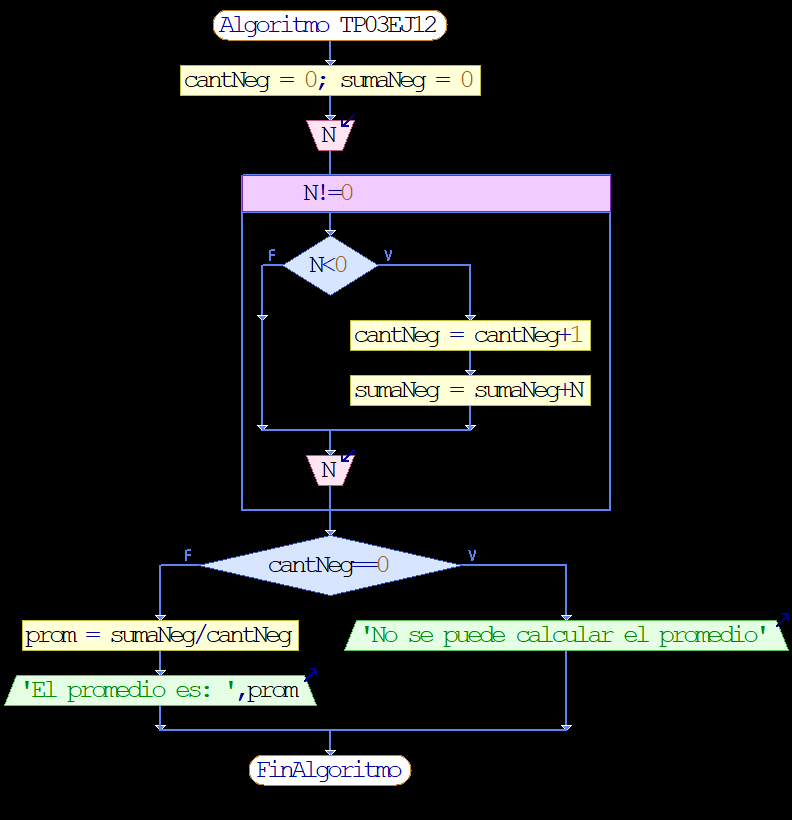 Algoritmo TP03EJ12
cantNeg = 0; sumaNeg = 0
N
N!=0
F
V
N<0
cantNeg = cantNeg+1
sumaNeg = sumaNeg+N
N
F
V
cantNeg==0
prom = sumaNeg/cantNeg
'No se puede calcular el promedio'
'El promedio es: ',prom
FinAlgoritmo